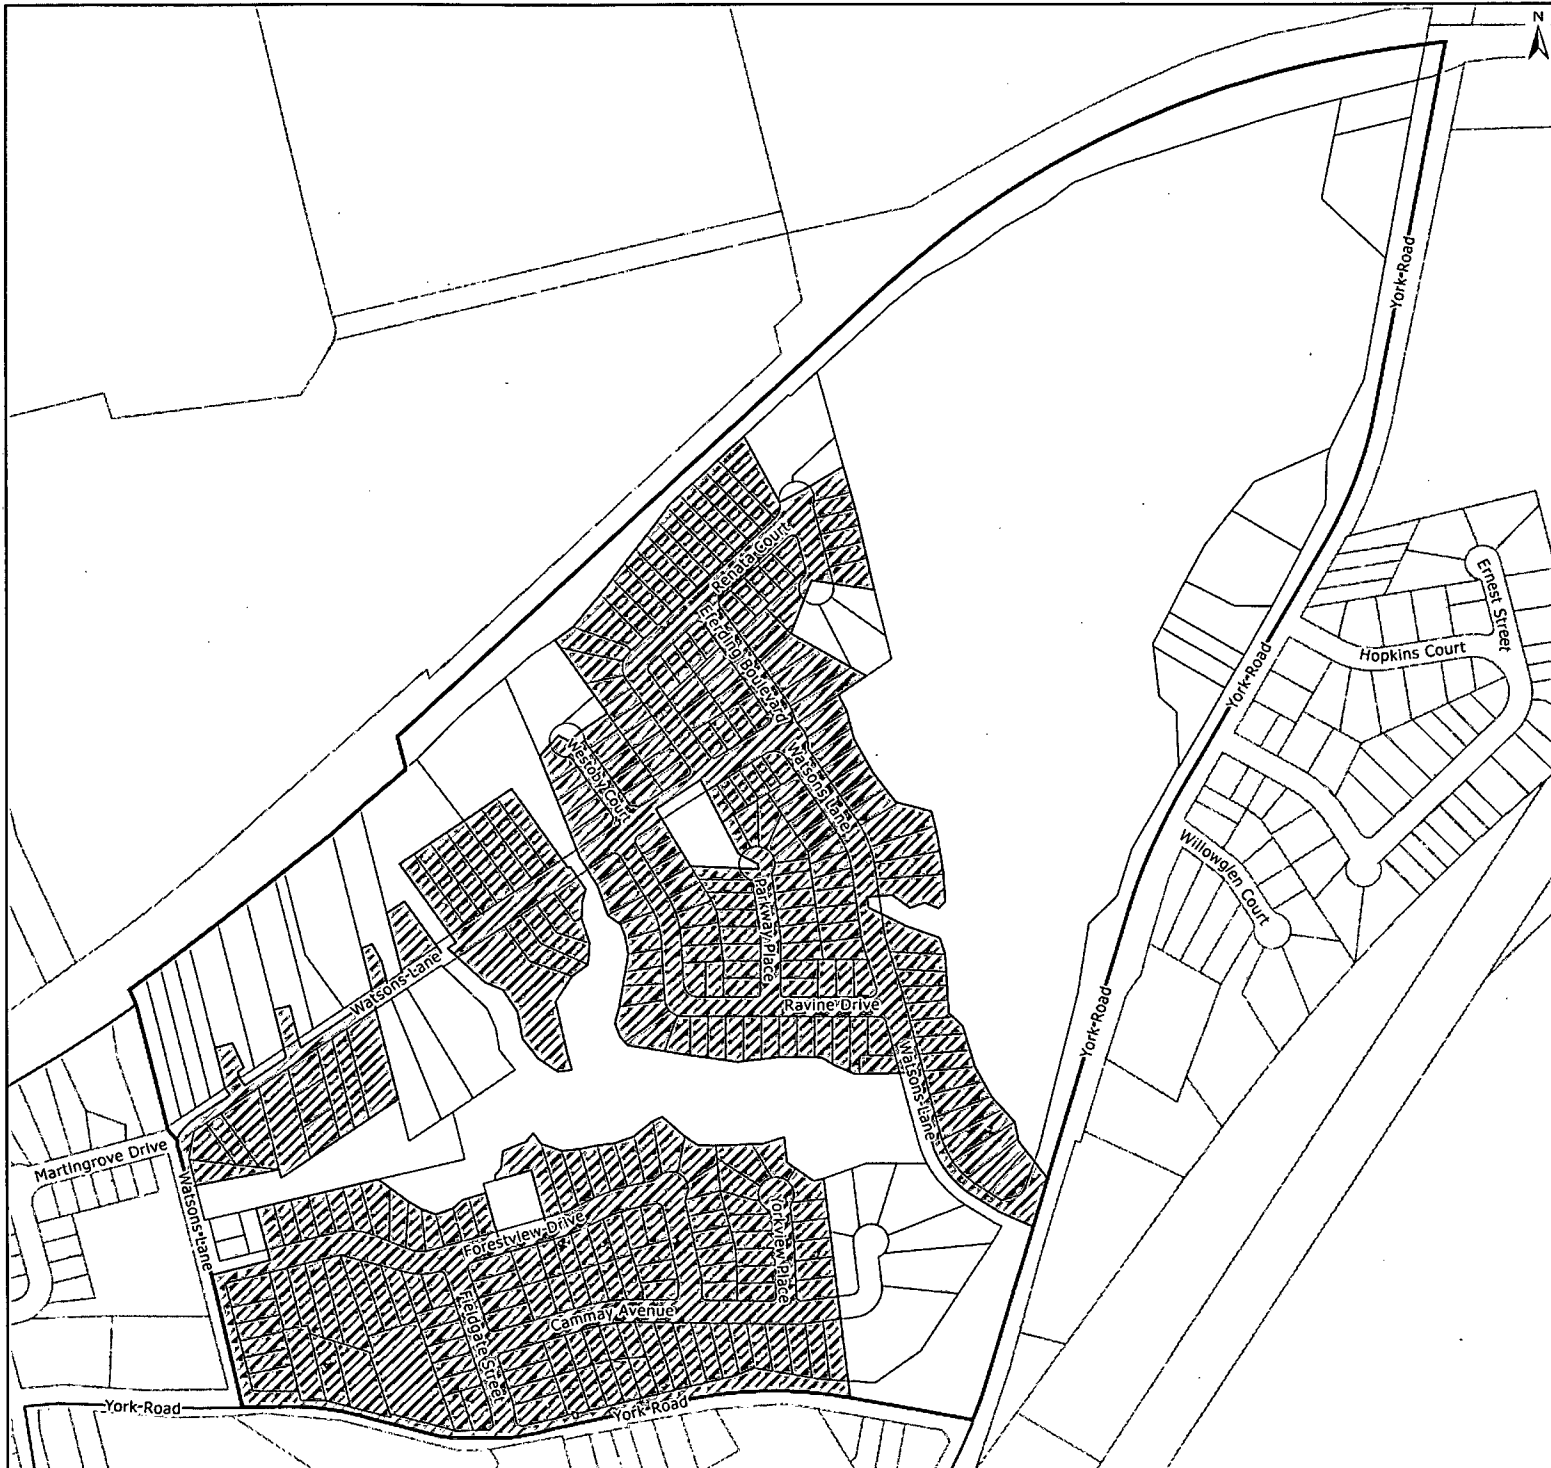 N
York-Road
Renata Court
Ernest Street
Hopkins Court
Fierding Boulevard
York-Road
Westoby Court
Watsons-Lane
Willowglen Court
Parkway Place
Watsons-Lane
Ravine Drive
York-Road
Watsons-Lane
Martingrove Drive
Watsons-Lane
Forestview Drive
Yorkview Place
Cammay Avenue
Fieldgate Street
York-Road
York Road